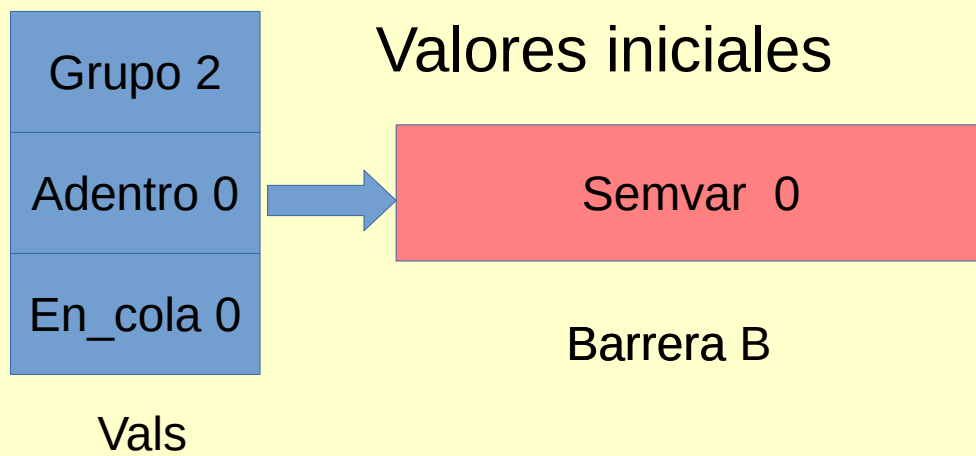 Valores iniciales
Grupo 2
Adentro 0
En_cola 0
Vals
Semvar 0
Barrera B